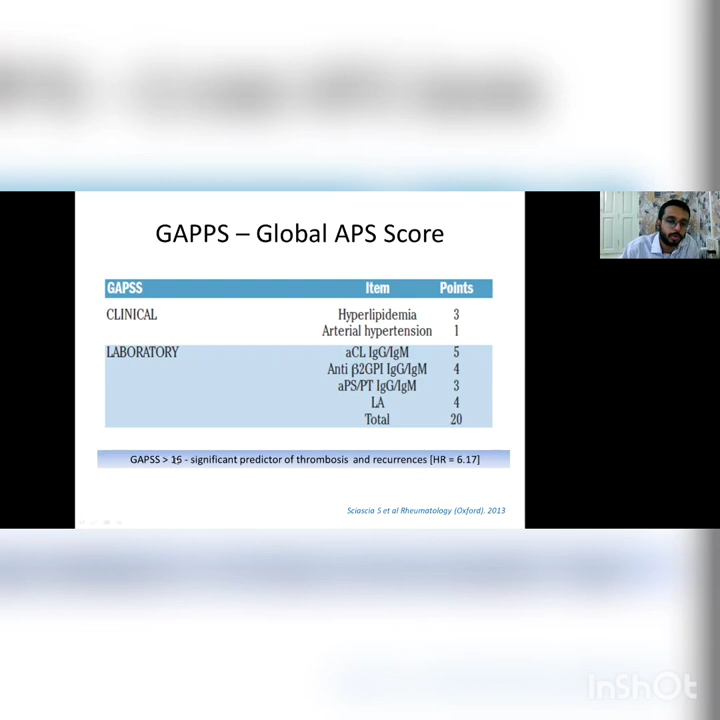 GAPPS – Global APS Score
GAPSS Item Points
CLINICAL Hyperlipidemia 3
Arterial hypertension 1
LABORATORY aCL IgG/IgM 5
Anti β2GPI IgG/IgM 4
aPS/PT IgG/IgM 3
LA 4
Total 20
GAPSS > 15 - significant predictor of thrombosis and recurrences [HR = 6.17]
Sciascia S et al Rheumatology (Oxford). 2013
InShOt